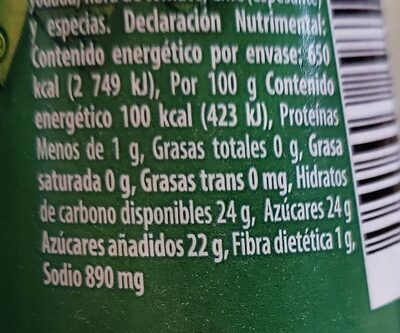 y especias. Declaración Nutrimental:
Contenido energético por envase: 650
kcal (2 749 kJ), Por 100 g Contenido
energético 100 kcal (423 kJ), Proteínas
Menos de 1 g, Grasas totales 0 g, Grasa
saturada 0 g, Grasas trans 0 mg, Hidratos
de carbono disponibles 24 g, Azúcares 24 g
Azúcares añadidos 22 g, Fibra dietética 1 g,
Sodio 890 mg